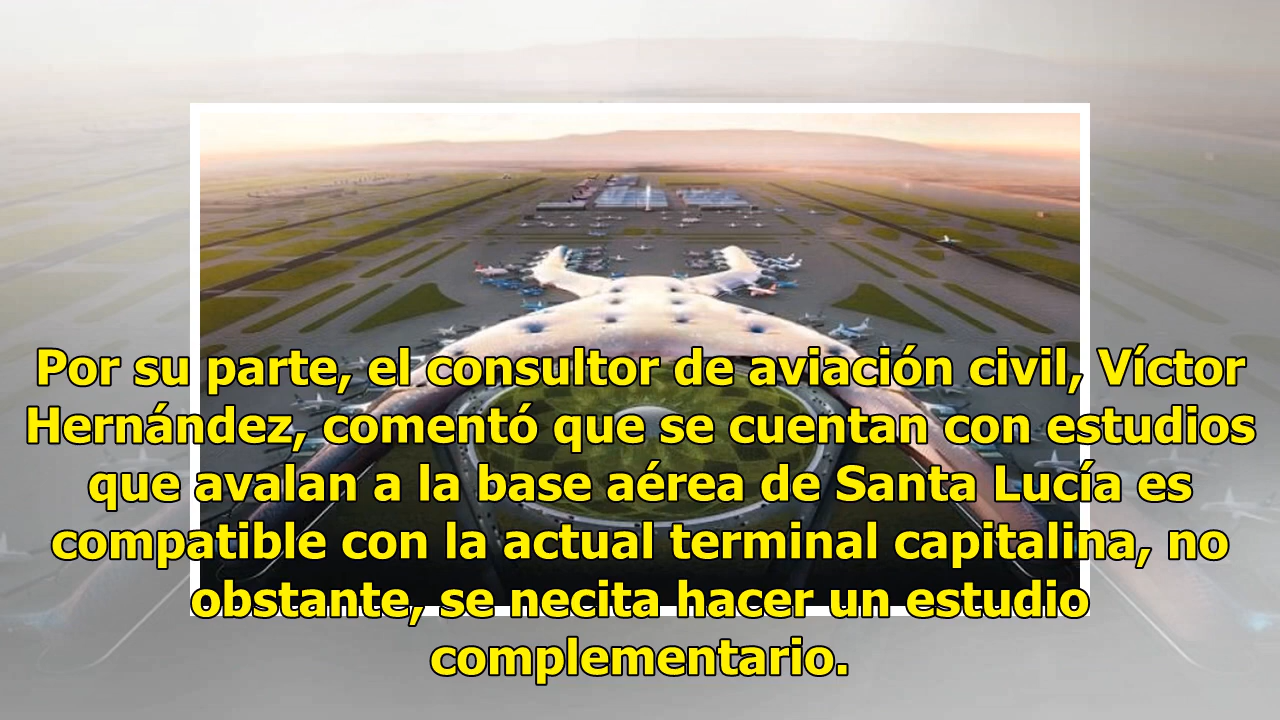 Por su parte, el consultor de aviación civil, Víctor
Hernández, comentó que se cuentan con estudios
que avalan a la base aérea de Santa Lucía es
compatible con la actual terminal capitalina, no
obstante, se necita hacer un estudio
complementario.